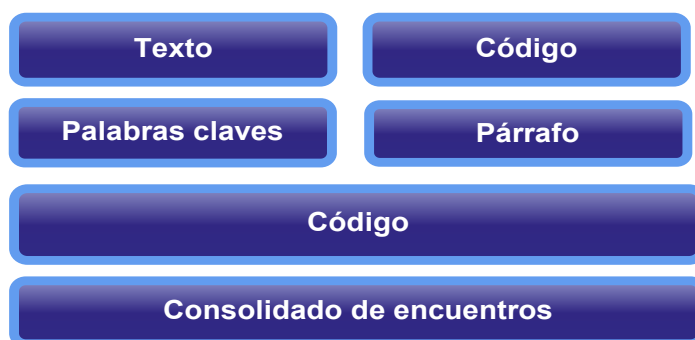 Texto
Código
Palabras claves
Párrafo
Código
Consolidado de encuentros